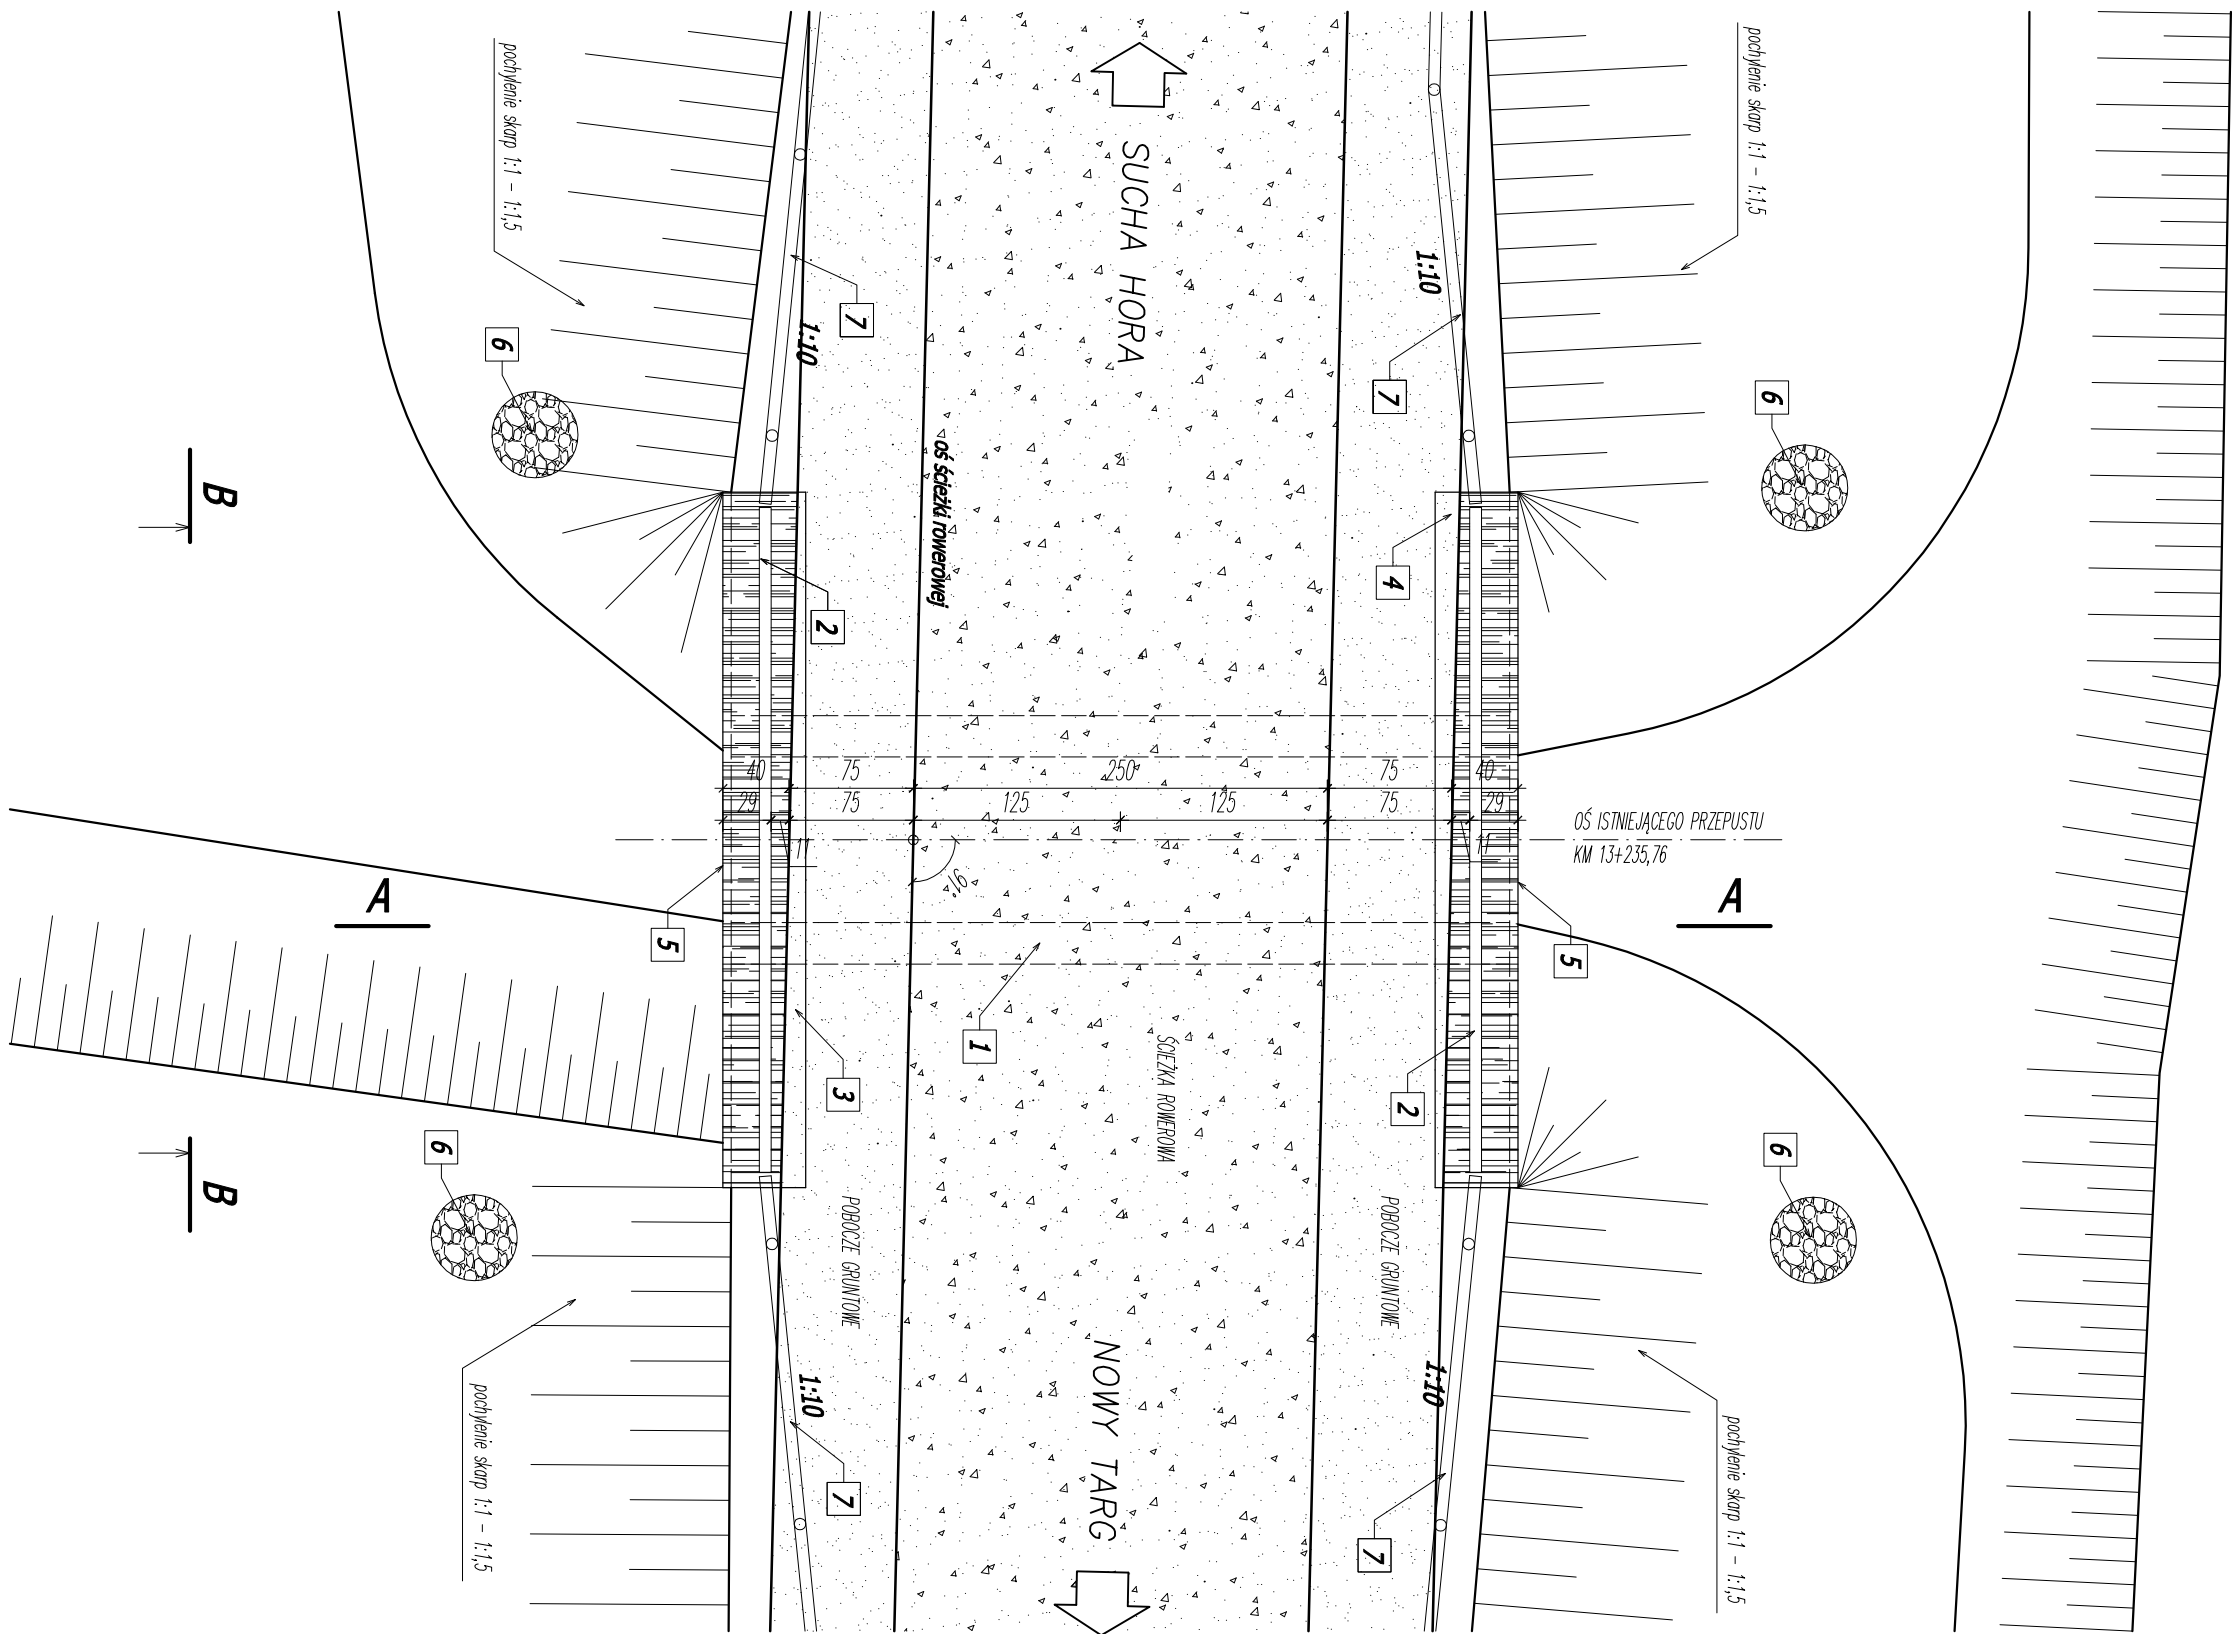 pochylenie skarp 1:1 - 1:1,5
pochylenie skarp 1:1 - 1:1,5
SUCHA HORA
1:10
7
1:10
7
6
6
7
B
oś ścieżki rowerowej
4
2
40
75
250
75
40
29
75
125
125
75
29
11
11
91°
OŚ ISTNIEJĄCEGO PRZEPUSTU
KM 13+235,76
A
A
5
5
1
ŚCIEŻKA ROWEROWA
3
2
6
6
B
POBOCZE GRUNTOWE
POBOCZE GRUNTOWE
NOWY TARG
1:10
1:10
pochylenie skarp 1:1 - 1:1,5
pochylenie skarp 1:1 - 1:1,5
7
7